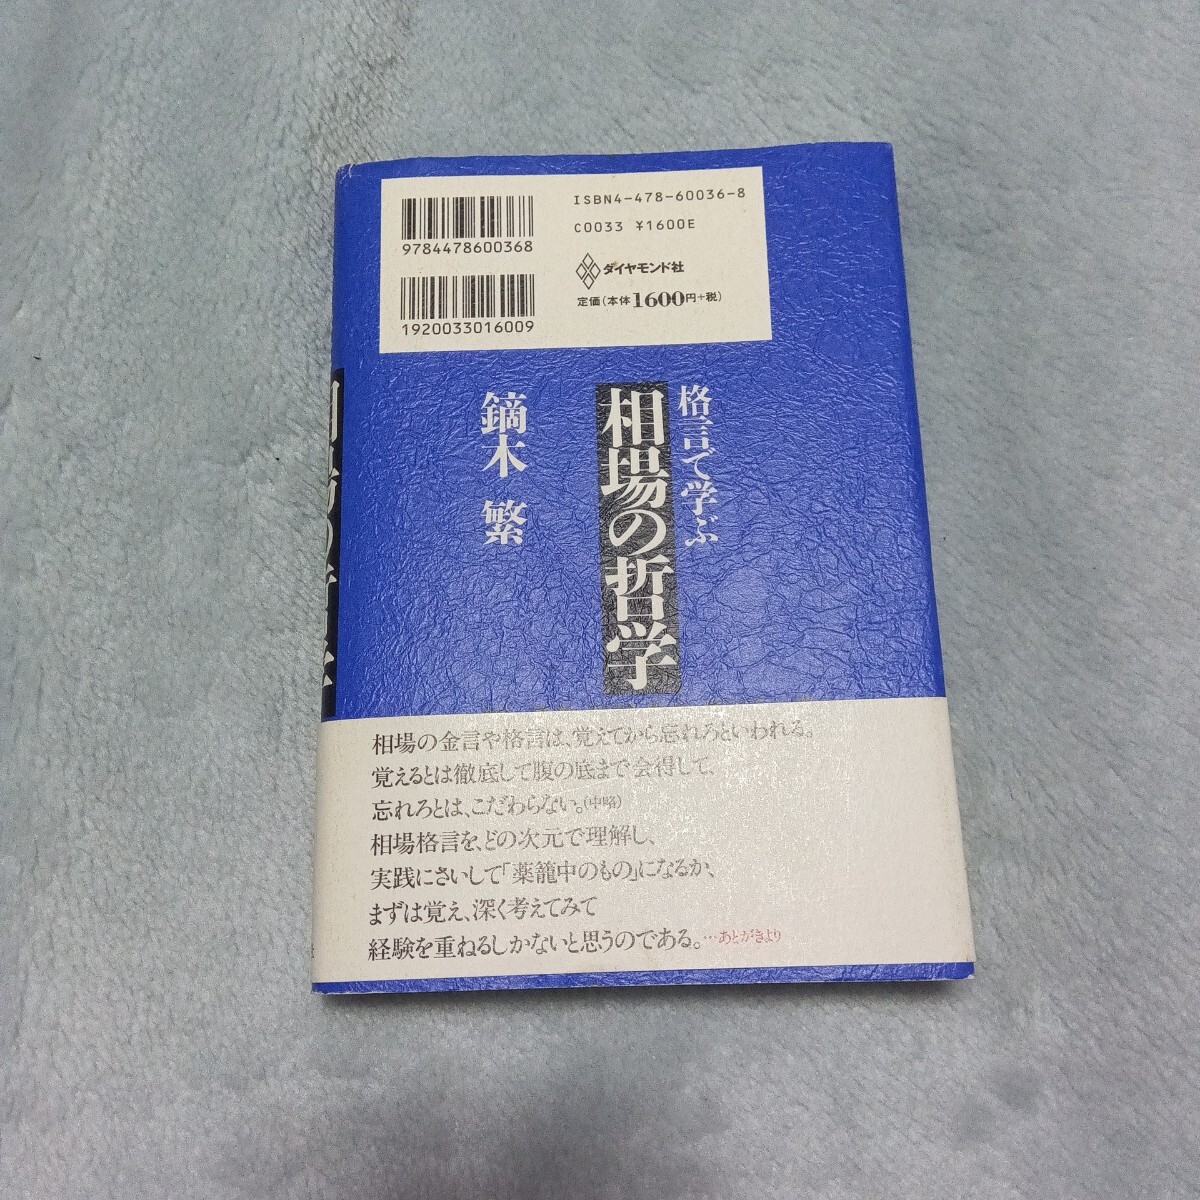 ISBN4-478-60036-8
C0033 ¥1600E
9784478600368
1920033016009
ダイヤモンド社
定価(本体1600円+税)
格言で学ぶ
相場の哲学
鏑木 繁
相場の金言や格言は、覚えてから忘れろといわれる。
覚えるとは徹底して腹の底まで会得して、
忘れろとは、こだわらない。(中略)
相場格言を、どの次元で理解し、
実践にさいして「薬籠中のもの」になるか、
まずは覚え、深く考えてみて
経験を重ねるしかないと思うのである。…あとがきより